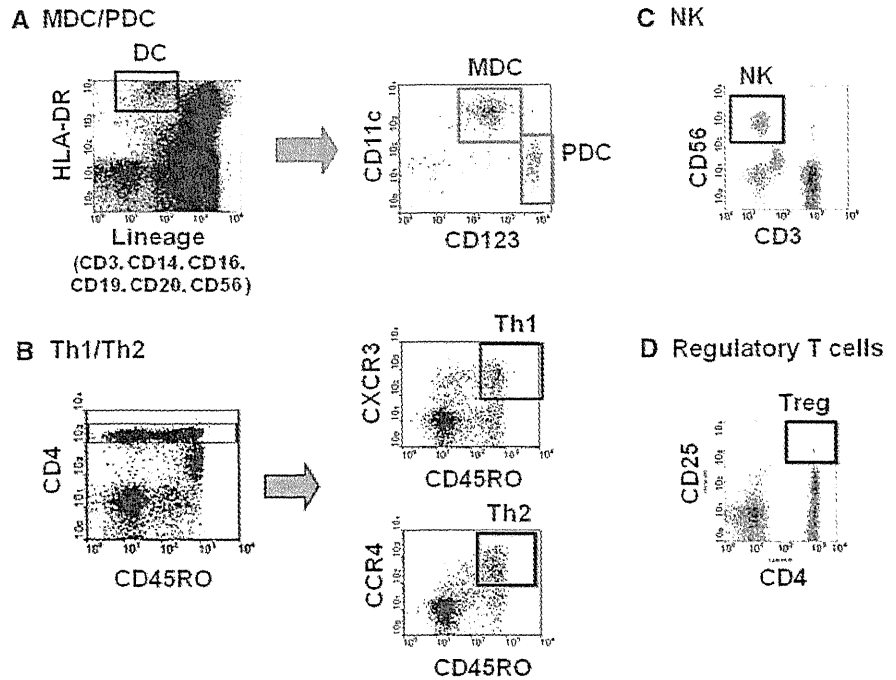 A MDC/PDC
DC
HLA-DR
Lineage
(CD3. CD14. CD16.
CD19. CD20. CD56)
MDC
PDC
CD11c
CD123
C NK
NK
CD56
CD3
B Th1/Th2
CD4
CD45RO
Th1
CXCR3
CD45RO
Th2
CCR4
CD45RO
D Regulatory T cells
Treg
CD25
CD4